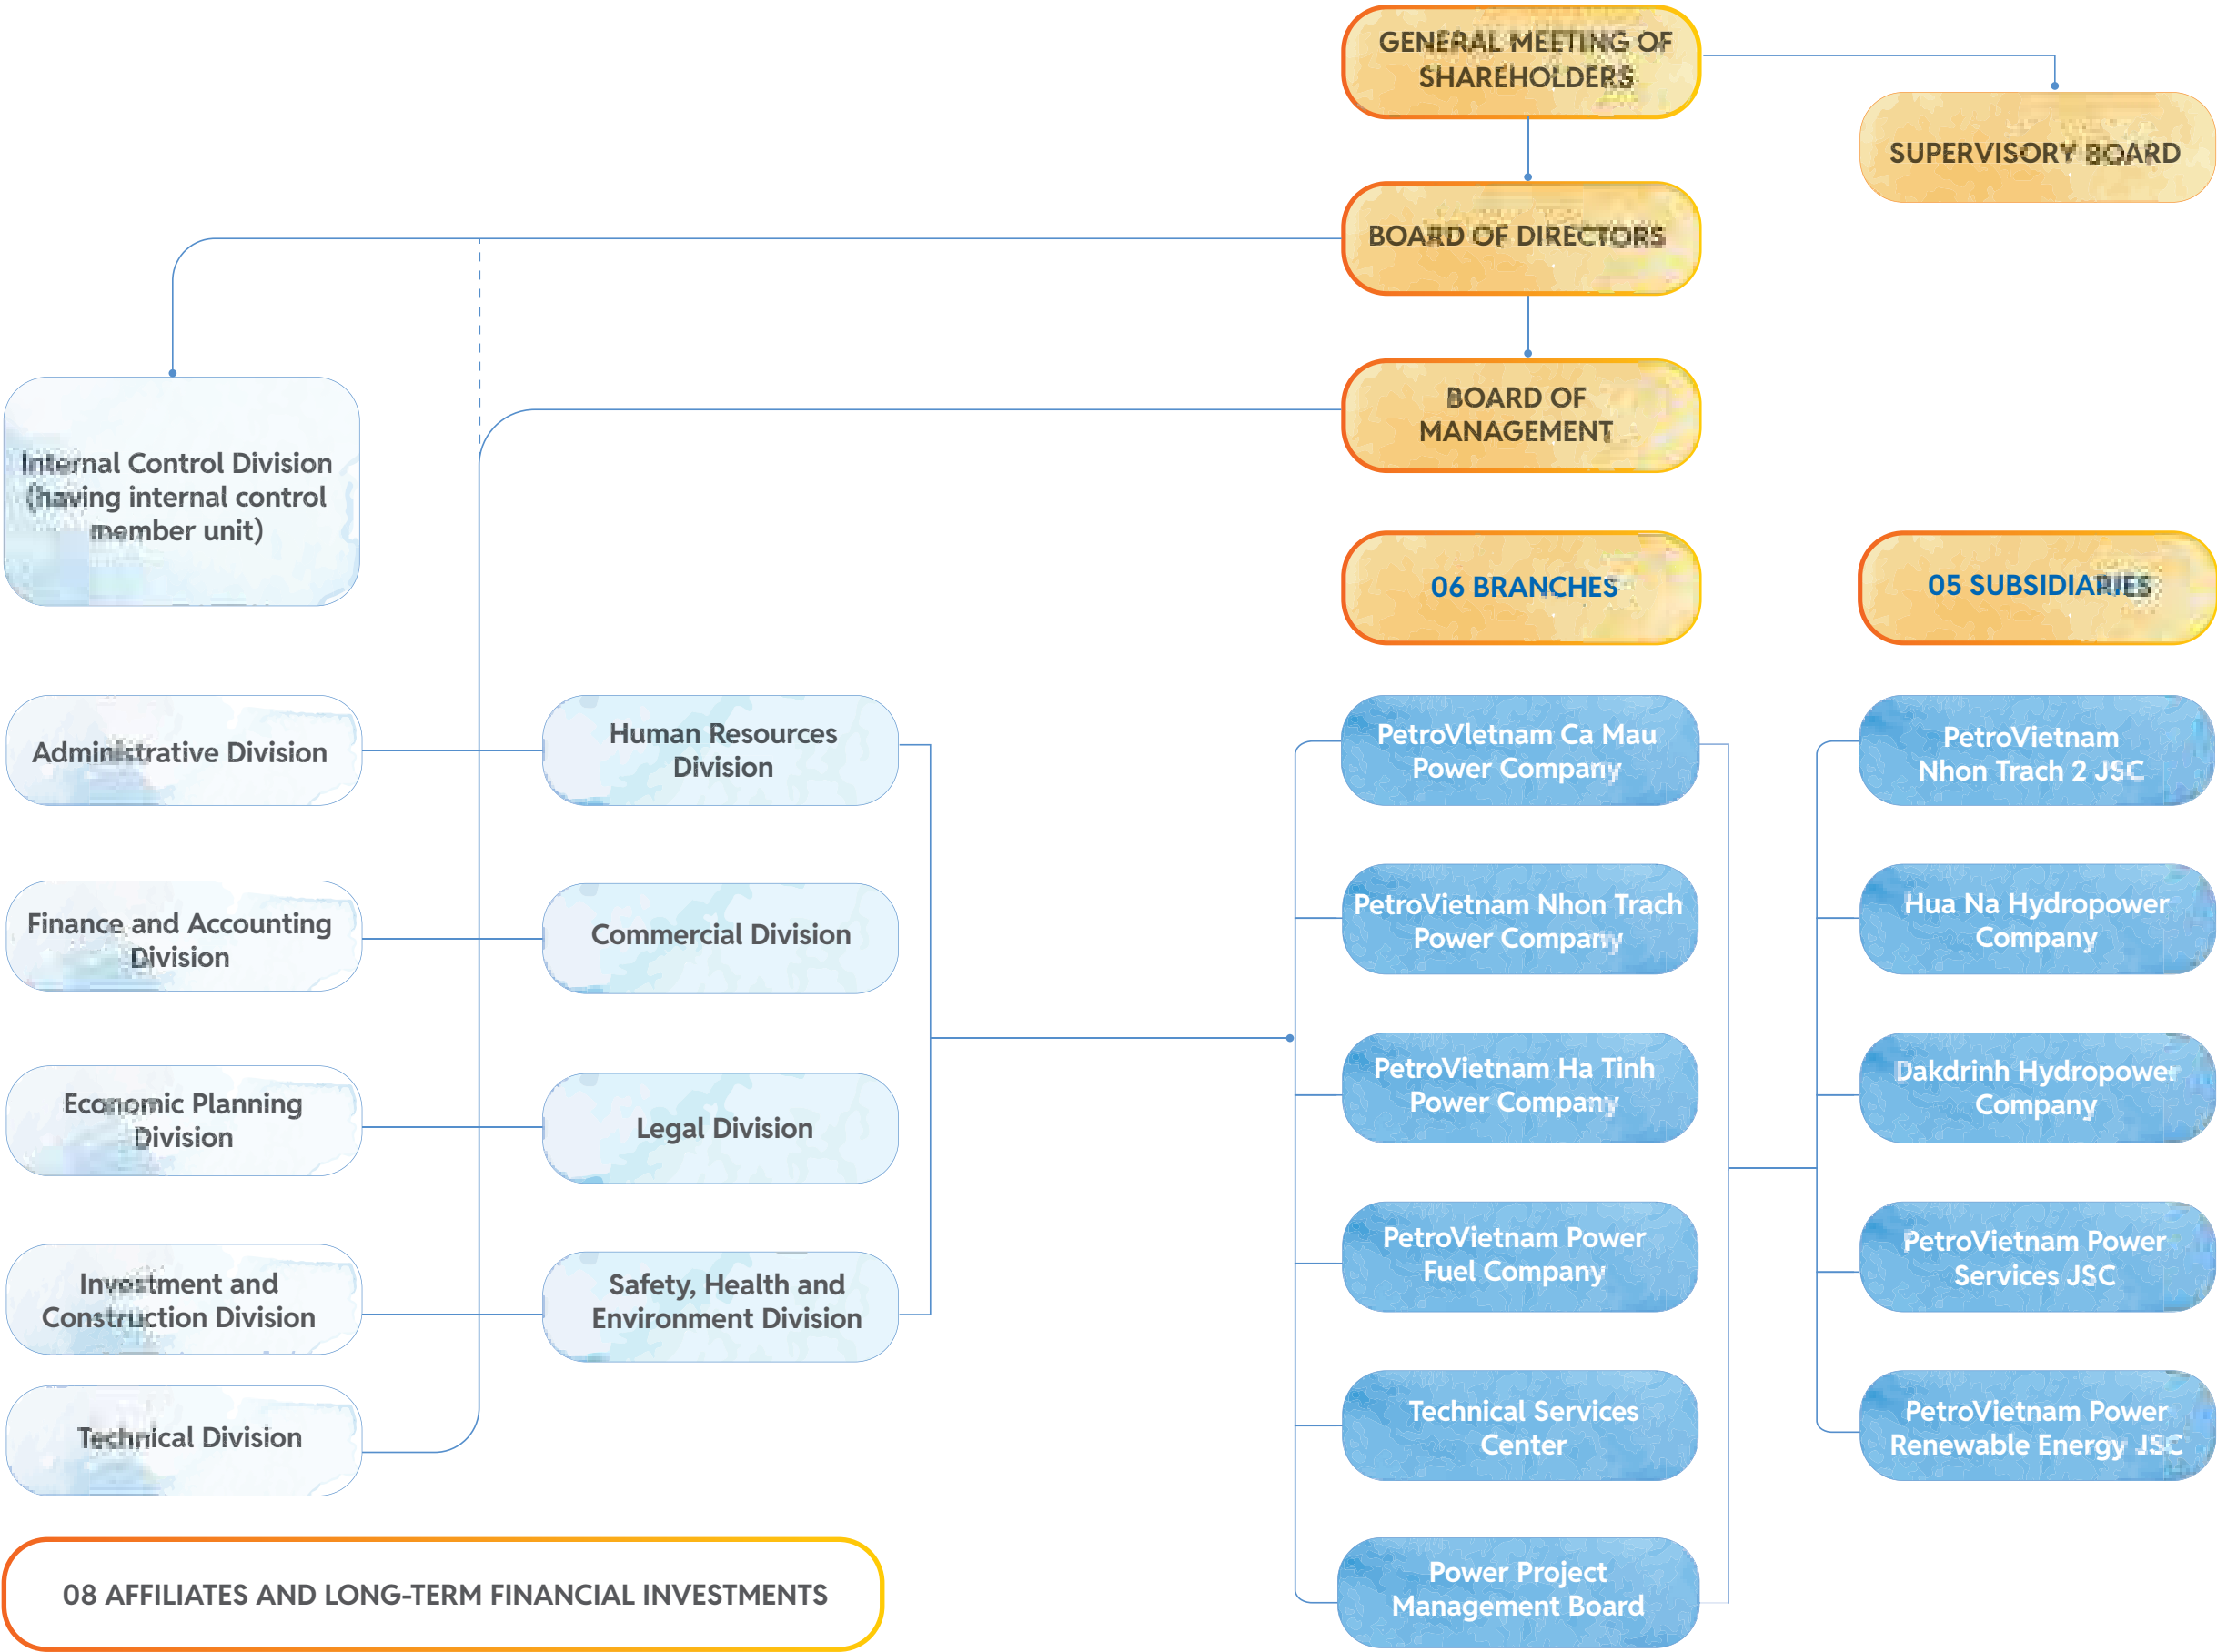 GENERAL MEETING OF
SHAREHOLDERS
SUPERVISORY BOARD
BOARD OF DIRECTORS
BOARD OF
MANAGEMENT
Internal Control Division
(having internal control
member unit)
06 BRANCHES
05 SUBSIDIARIES
Administrative Division
Human Resources
Division
PetroVIetnam Ca Mau
Power Company
PetroVietnam
Nhon Trach 2 JSC
Finance and Accounting
Division
Commercial Division
PetroVietnam Nhon Trach
Power Company
Hua Na Hydropower
Company
Economic Planning
Division
Legal Division
PetroVietnam Ha Tinh
Power Company
Dakdrinh Hydropower
Company
Investment and
Construction Division
Safety, Health and
Environment Division
PetroVietnam Power
Fuel Company
PetroVietnam Power
Services JSC
Technical Division
Technical Services
Center
PetroVietnam Power
Renewable Energy JSC
Power Project
Management Board
08 AFFILIATES AND LONG-TERM FINANCIAL INVESTMENTS